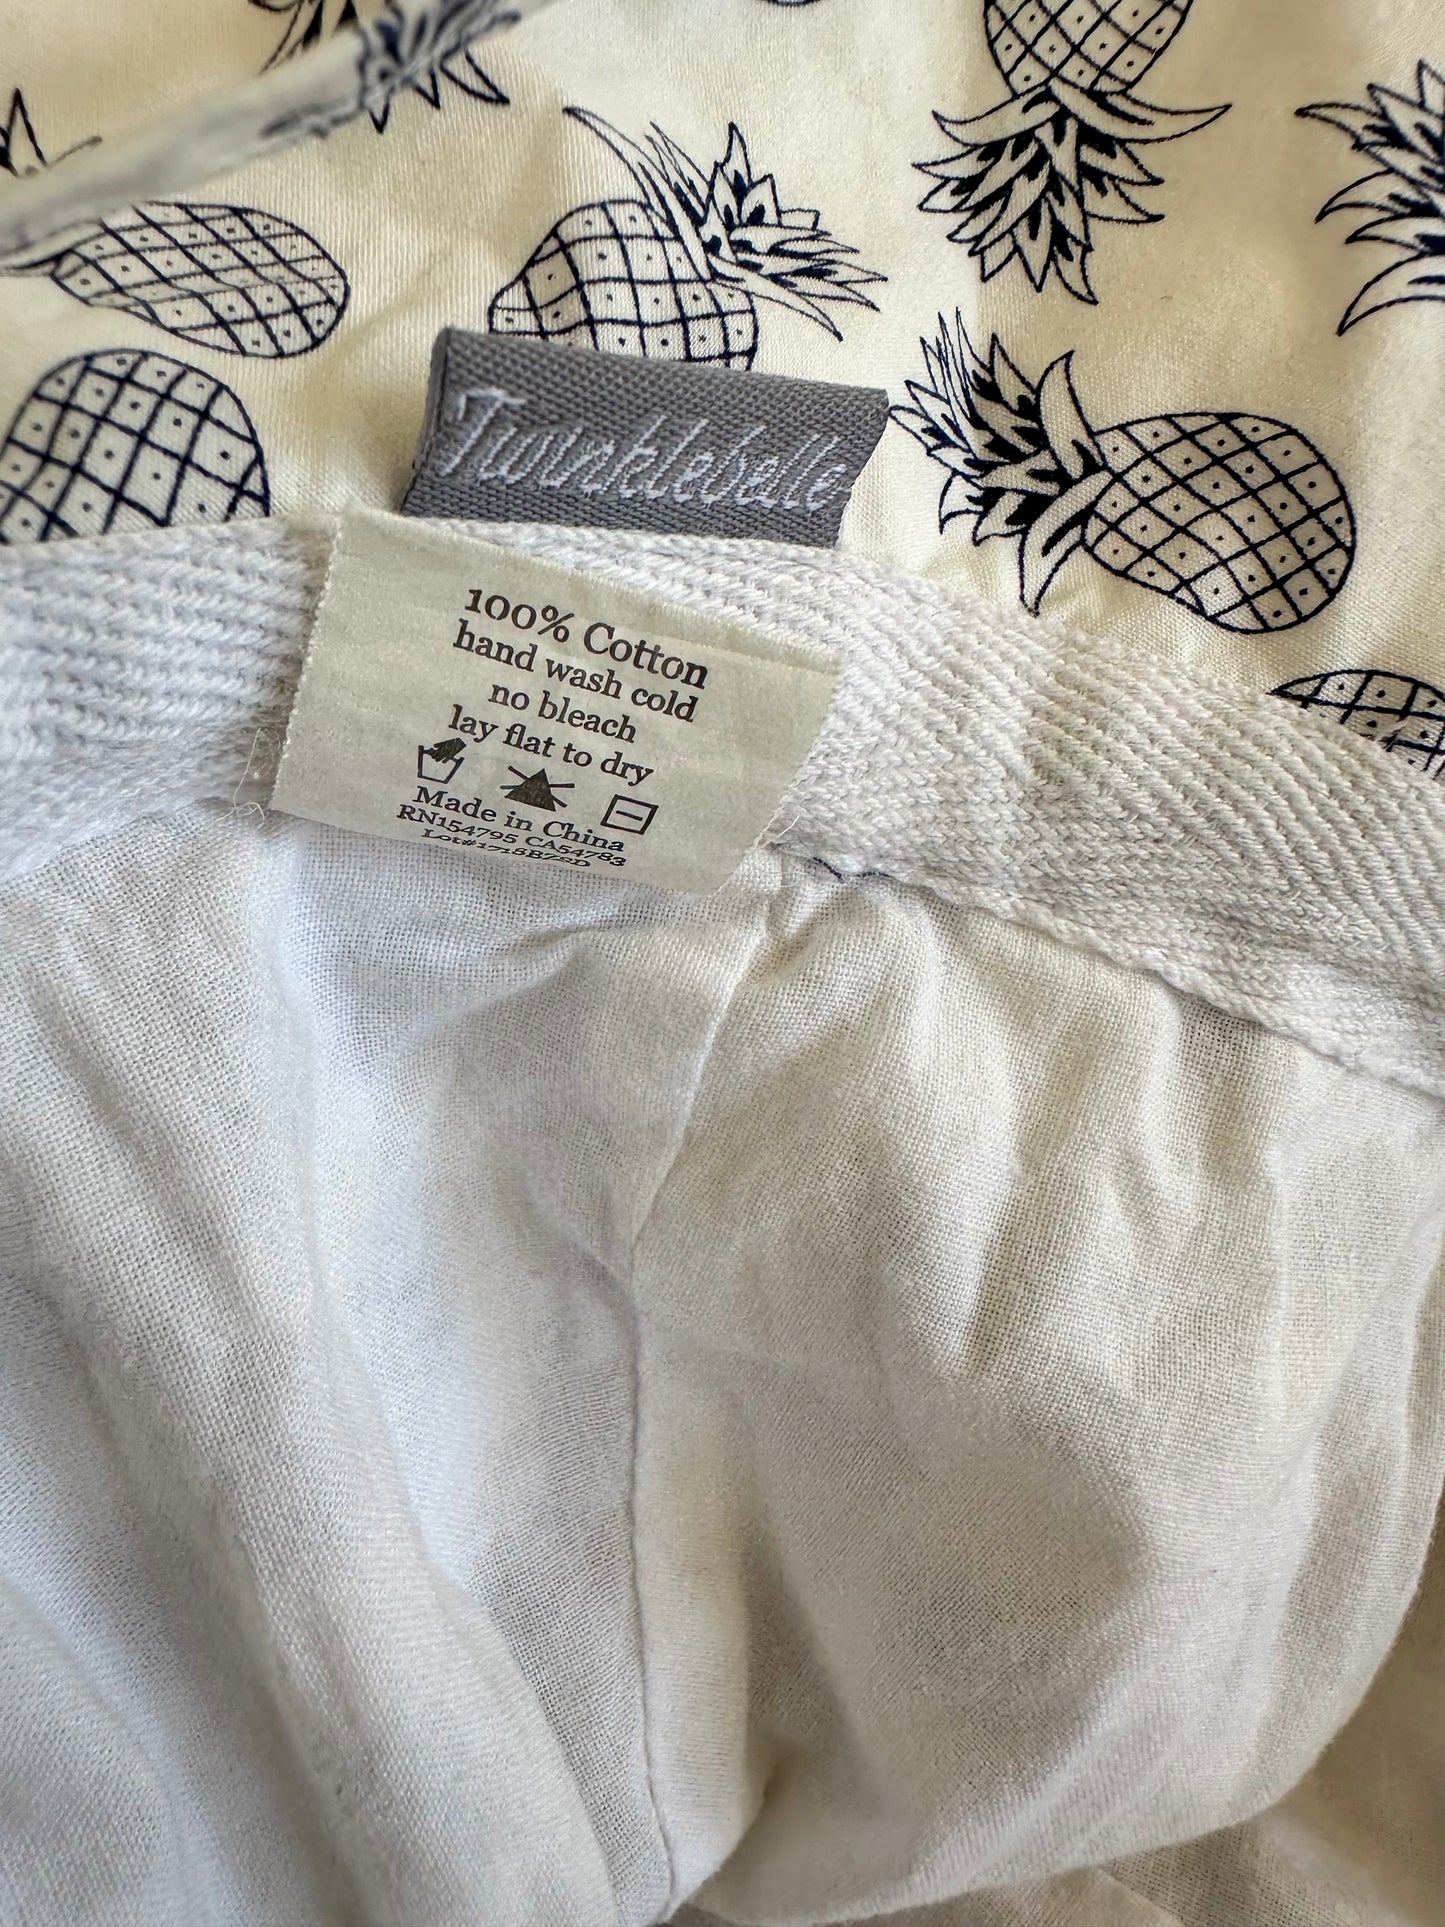 Twinklebelle
100% Cotton
hand wash cold
no bleach
lay flat to dry
Made in China
RN154795 CA54783